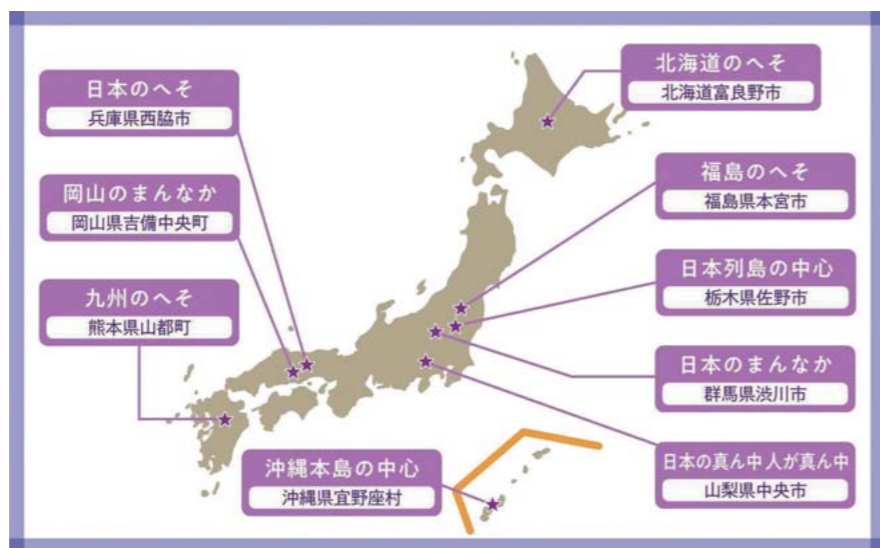 日本のへそ
兵庫県西脇市
岡山のまんなか
岡山県吉備中央町
九州のへそ
熊本県山都町
沖縄本島の中心
沖縄県宜野座村
北海道のへそ
北海道富良野市
福島のへそ
福島県本宮市
日本列島の中心
栃木県佐野市
日本のまんなか
群馬県渋川市
日本の真ん中 人が真ん中
山梨県中央市